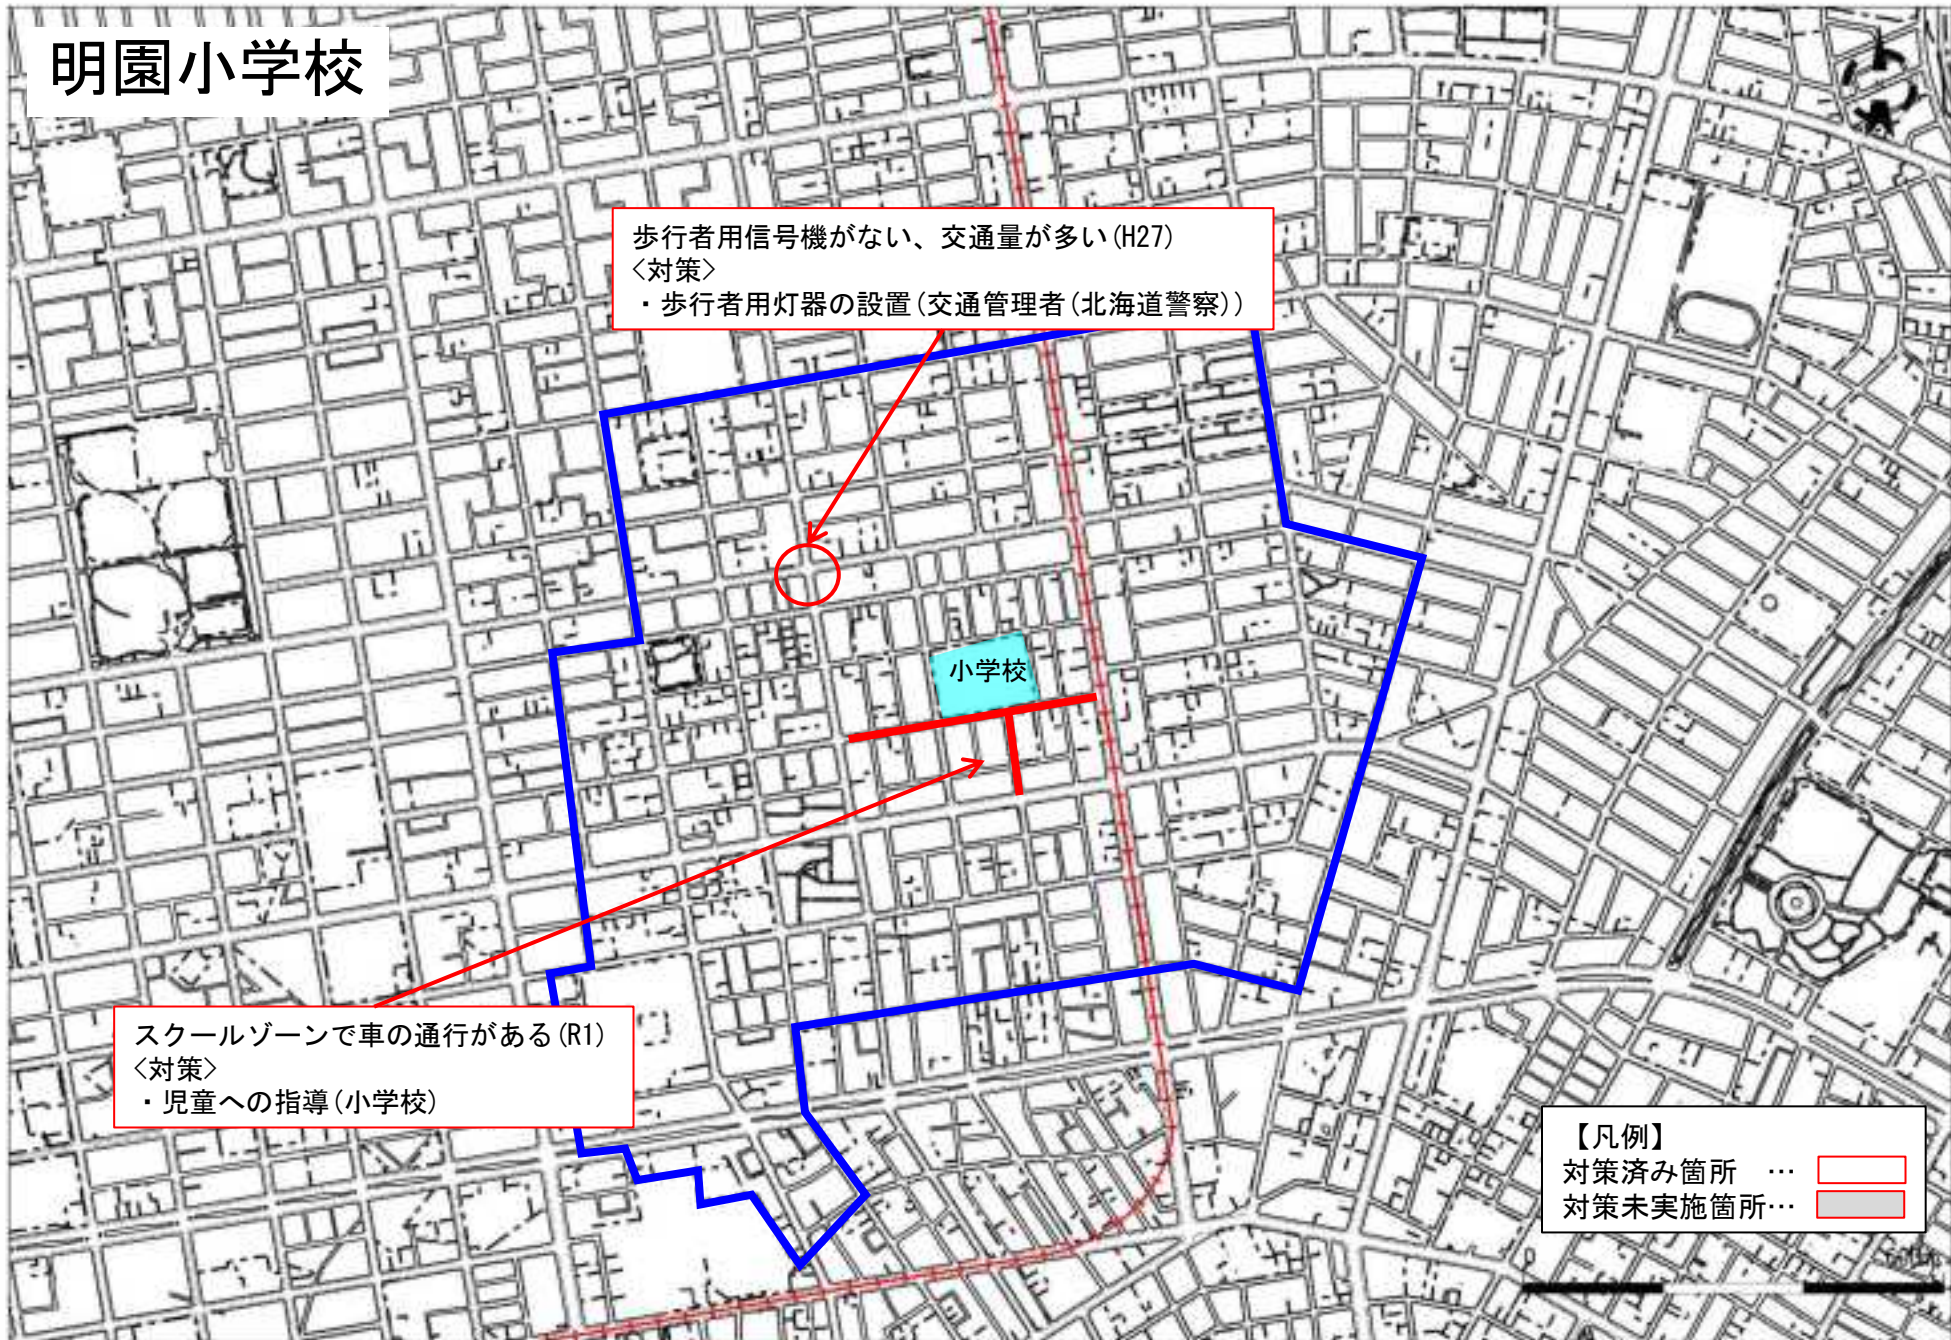 明園小学校
歩行者用信号機がない、交通量が多い(H27)
<対策>
・歩行者用灯器の設置(交通管理者(北海道警察))
小学校
スクールゾーンで車の通行がある(R1)
<対策>
・児童への指導(小学校)
【凡例】
対策済み箇所 …
対策未実施箇所…
0